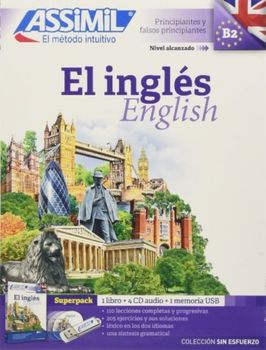 ASSiMiL
El método intuitivo
Principiantes y
falsos principiantes
Nivel alcanzado
B2
El inglés
English
El inglés
Superpack
1 libro • 4 CD audio • 1 memoria USB
• 110 lecciones completas y progresivas
• 205 ejercicios y sus soluciones
• léxico en los dos idiomas
• una síntesis gramatical
COLECCIÓN SIN ESFUERZO